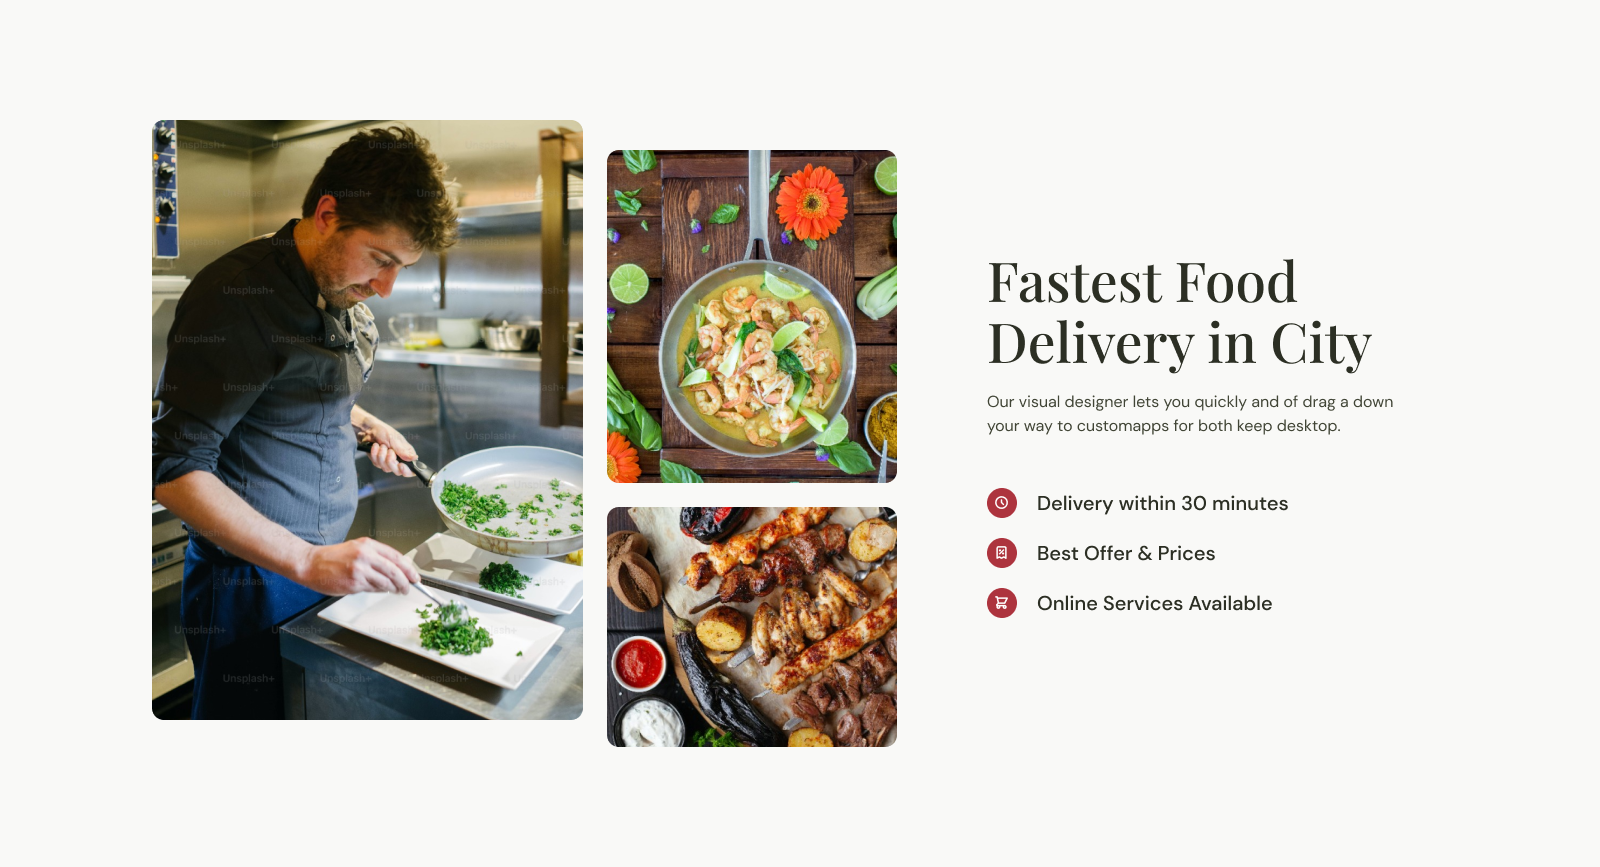 Fastest Food
Delivery in City
Our visual designer lets you quickly and of drag a down
your way to customapps for both keep desktop.
Delivery within 30 minutes
Best Offer & Prices
Online Services Available
Unsplash+